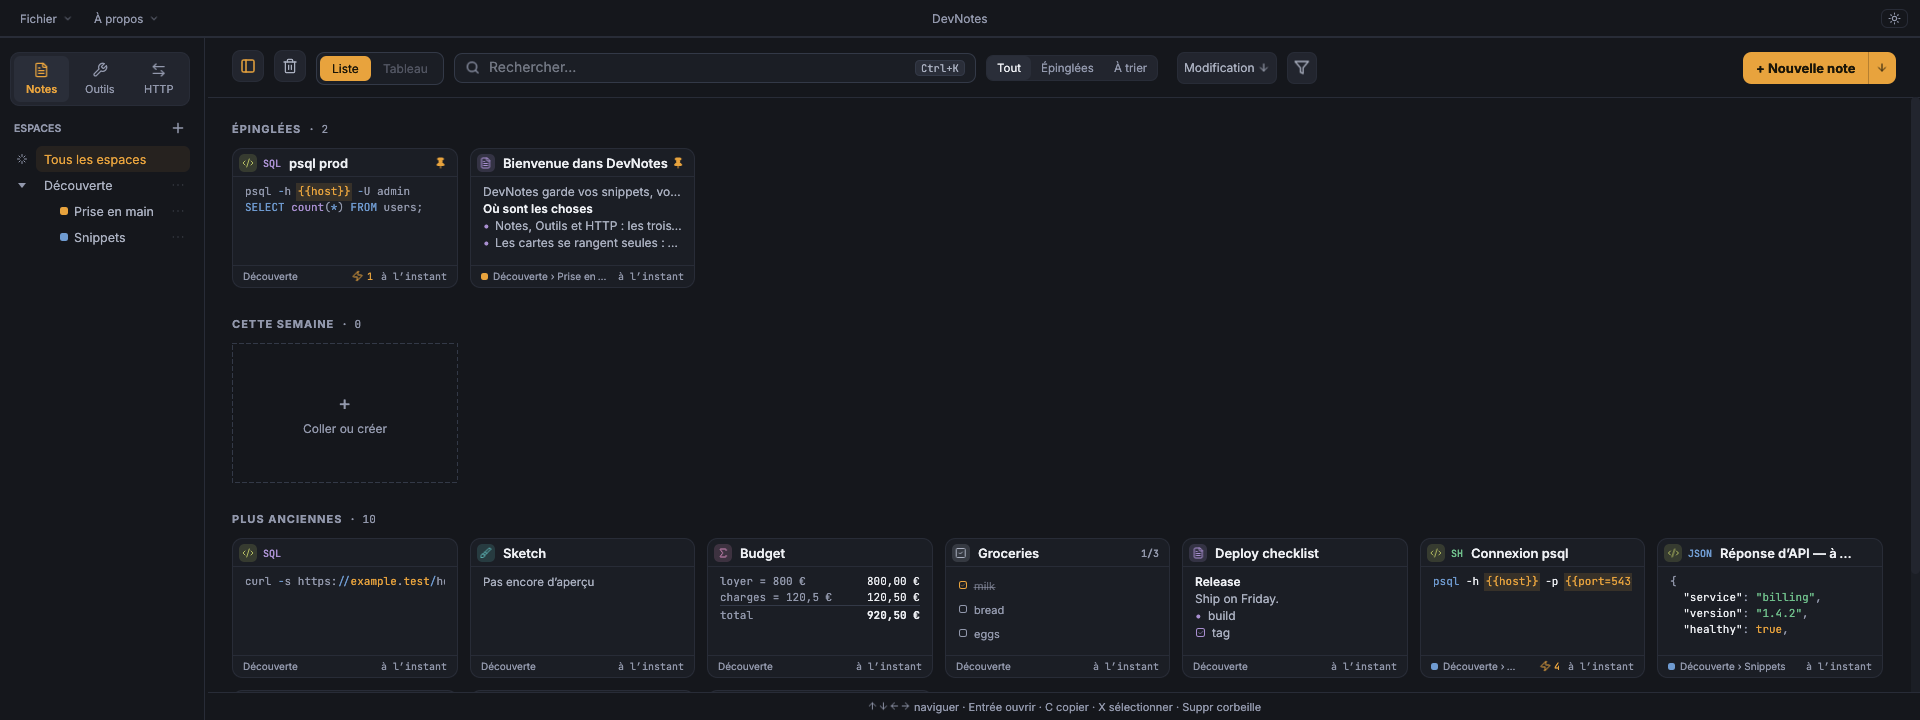 Fichier
À propos
DevNotes
Notes
Outils
HTTP
ESPACES
Tous les espaces
Découverte
Prise en main
Snippets
Liste
Tableau
Rechercher...
Ctrl+K
Tout
Épinglées
À trier
Modification
+ Nouvelle note
ÉPINGLÉES · 2
SQL psql prod
psql -h {{host}} -U admin
SELECT count(*) FROM users;
Découverte
1 à l’instant
Bienvenue dans DevNotes
DevNotes garde vos snippets, vo...
Où sont les choses
• Notes, Outils et HTTP : les trois...
• Les cartes se rangent seules : ...
Découverte › Prise en ... à l’instant
CETTE SEMAINE · 0
+
Coller ou créer
PLUS ANCIENNES · 10
SQL
curl -s https://example.test/h
Découverte à l’instant
Sketch
Pas encore d’aperçu
Découverte à l’instant
Budget
loyer = 800 € 800,00 €
charges = 120,5 € 120,50 €
total 920,50 €
Découverte à l’instant
Groceries 1/3
milk
bread
eggs
Découverte à l’instant
Deploy checklist
Release
Ship on Friday.
• build
tag
Découverte à l’instant
SH Connexion psql
psql -h {{host}} -p {{port=543
Découverte › ... 4 à l’instant
JSON Réponse d’API — à ...
{
"service": "billing",
"version": "1.4.2",
"healthy": true,
Découverte › Snippets à l’instant
↑↓←→ naviguer · Entrée ouvrir · C copier · X sélectionner · Suppr corbeille